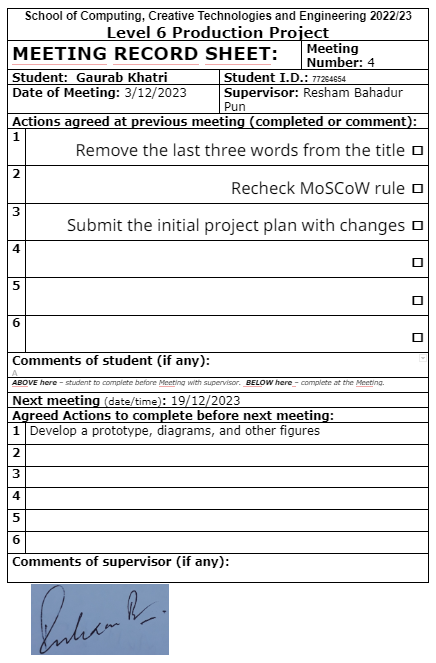 School of Computing, Creative Technologies and Engineering 2022/23
Level 6 Production Project
MEETING RECORD SHEET:
Meeting
Number: 4
Student: Gaurab Khatri
Student I.D.: 77264654
Date of Meeting: 3/12/2023
Supervisor: Resham Bahadur
Pun
Actions agreed at previous meeting (completed or comment):
1
Remove the last three words from the title ☐
2
Recheck MoSCoW rule ☐
3
Submit the initial project plan with changes ☐
4
☐
5
☐
6
☐
Comments of student (if any):
A
ABOVE here – student to complete before Meeting with supervisor. BELOW here – complete at the Meeting.
Next meeting (date/time): 19/12/2023
Agreed Actions to complete before next meeting:
1 Develop a prototype, diagrams, and other figures
2
3
4
5
6
Comments of supervisor (if any):